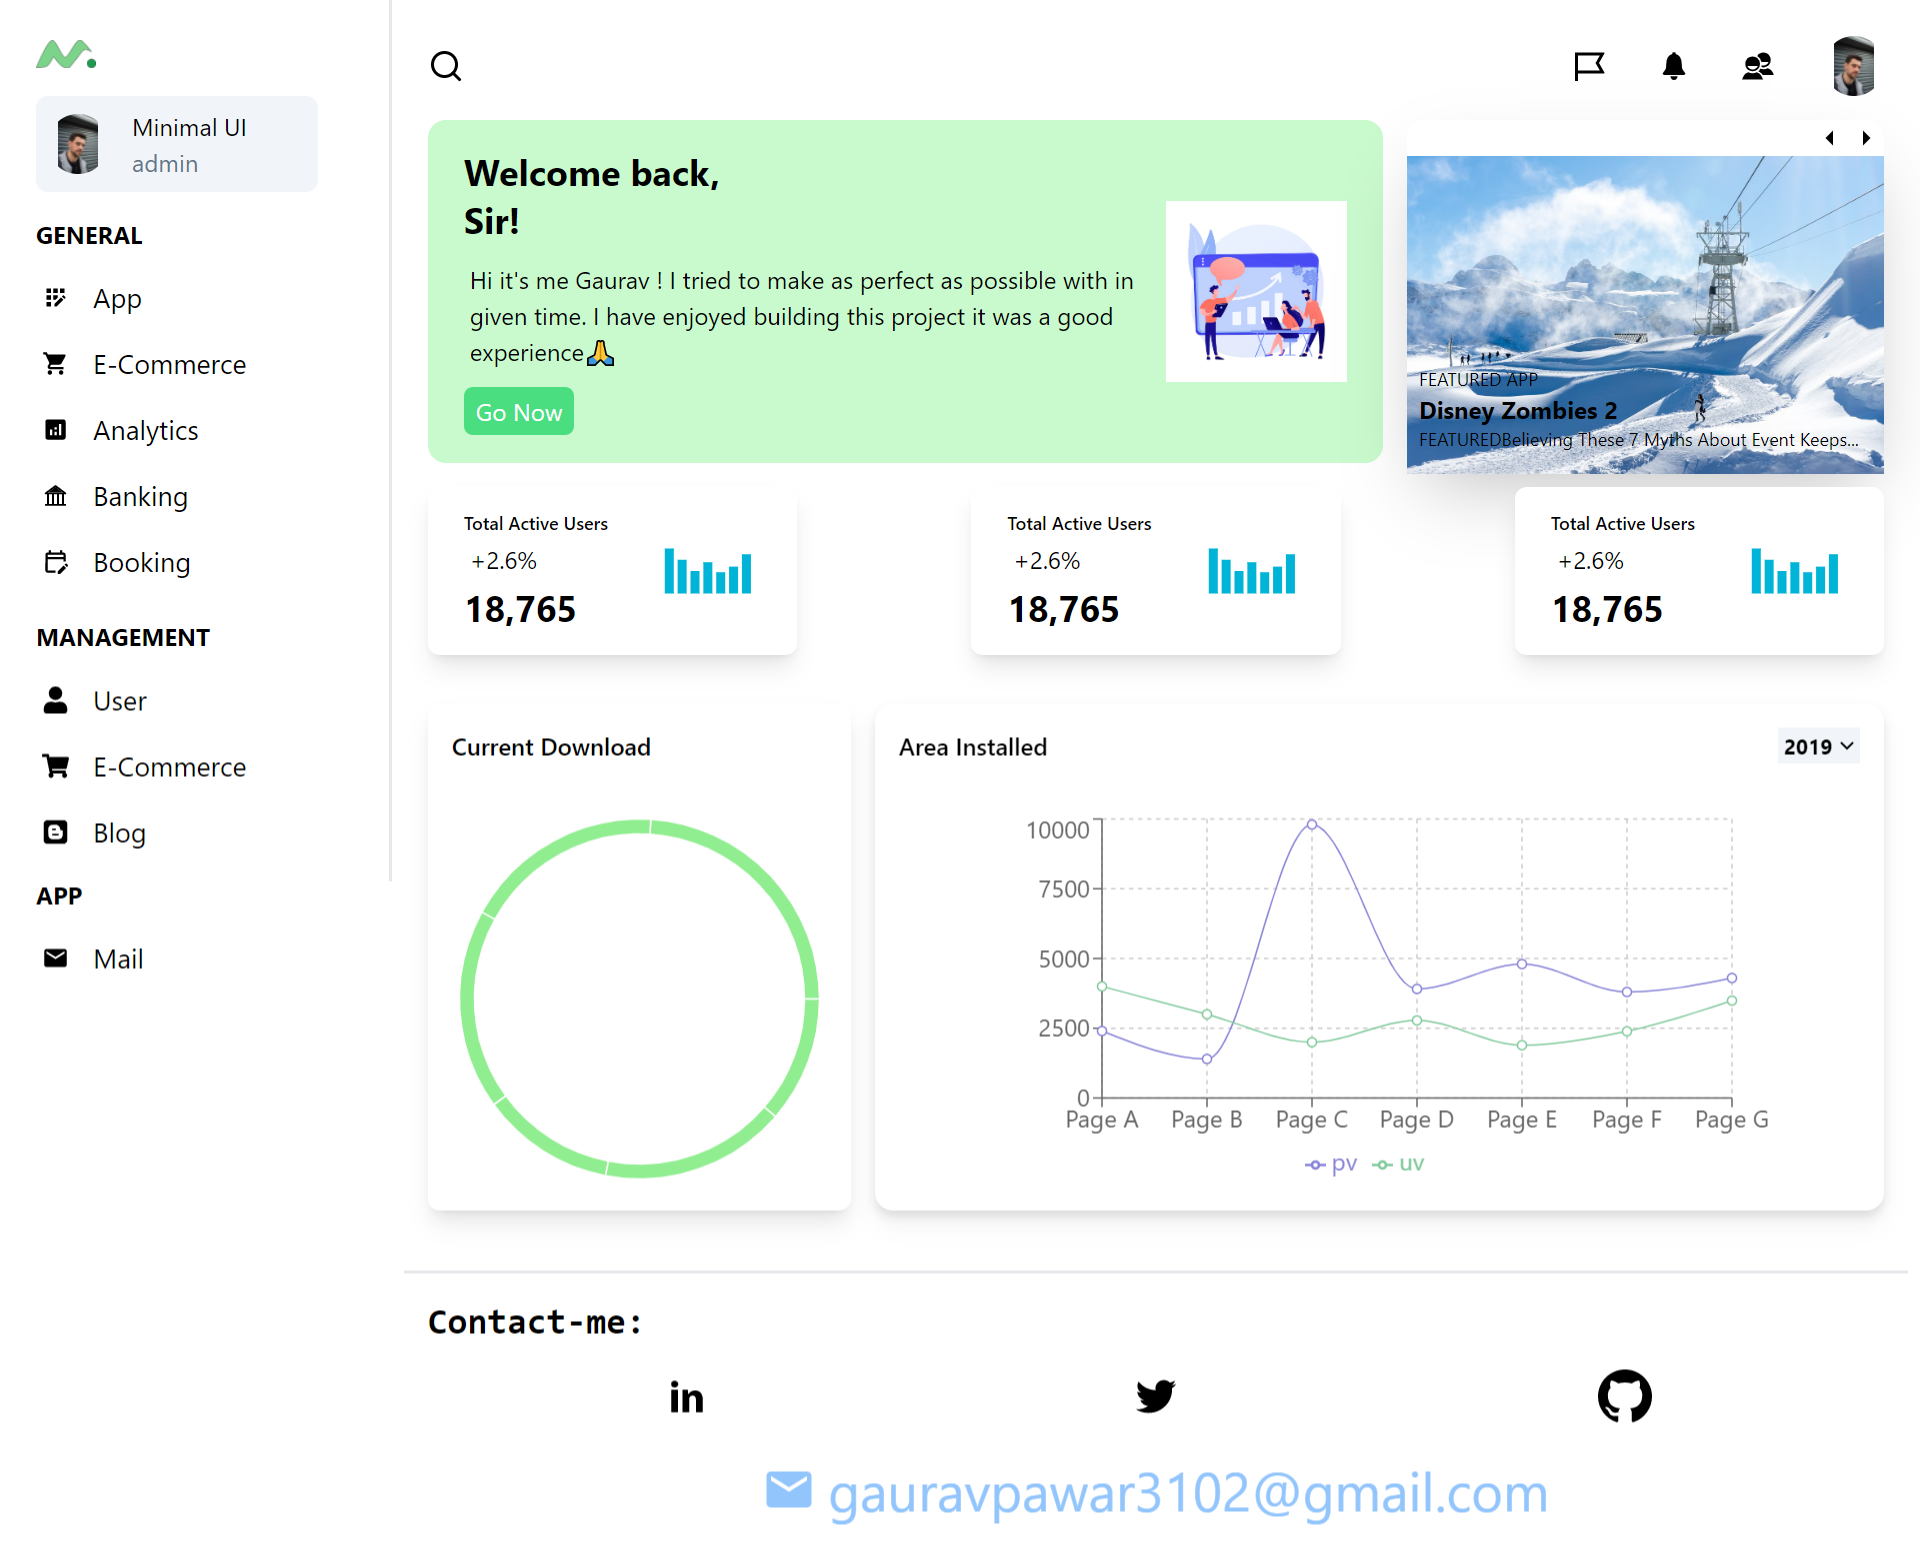 Minimal UI
admin
GENERAL
App
E-Commerce
Analytics
Banking
Booking
MANAGEMENT
User
E-Commerce
Blog
APP
Mail
Welcome back,
Sir!
Hi it's me Gaurav ! I tried to make as perfect as possible with in
given time. I have enjoyed building this project it was a good
experience🙏
Go Now
FEATURED APP
Disney Zombies 2
FEATUREDBelieving These 7 Myths About Event Keeps...
Total Active Users
+2.6%
18,765
Total Active Users
+2.6%
18,765
Total Active Users
+2.6%
18,765
Current Download
Area Installed
2019
10000
7500
5000
2500
0
Page A Page B Page C Page D Page E Page F Page G
pv uv
Contact-me:
gauravpawar3102@gmail.com